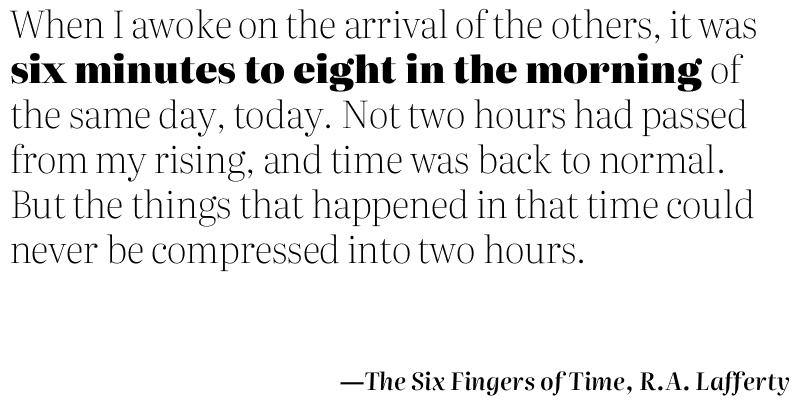 When I awoke on the arrival of the others, it was
six minutes to eight in the morning of
the same day, today. Not two hours had passed
from my rising, and time was back to normal.
But the things that happened in that time could
never be compressed into two hours.
—The Six Fingers of Time, R.A. Lafferty